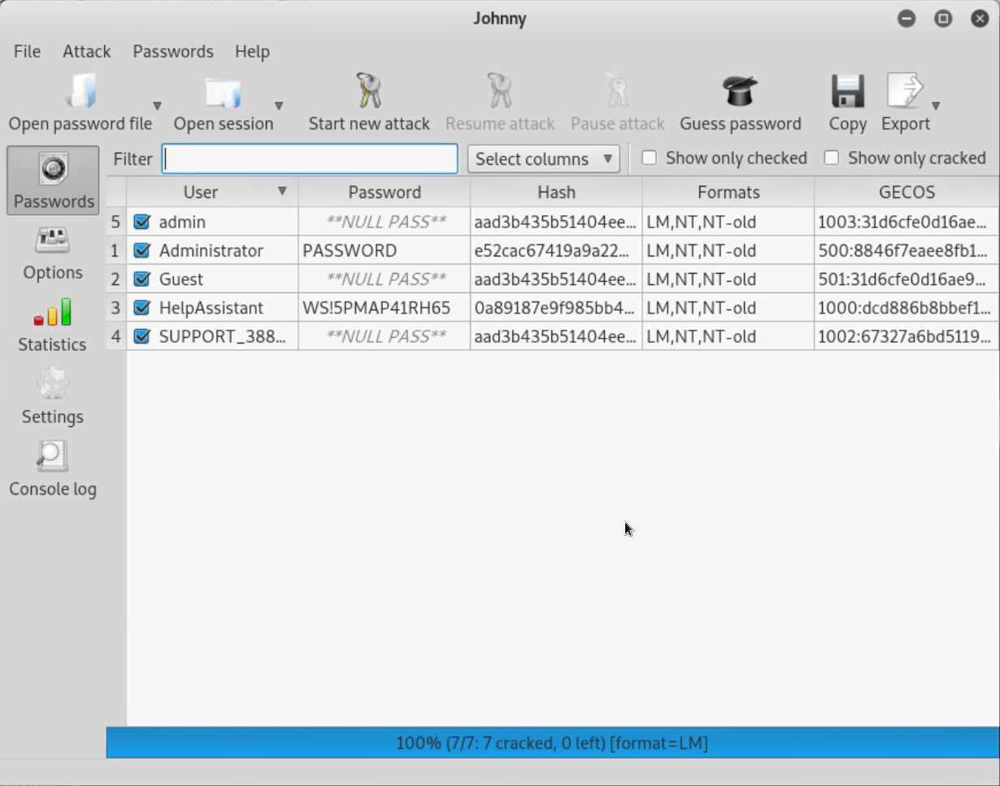 Johnny
File Attack Passwords Help
Open password file Open session Start new attack Resume attack Pause attack Guess password Copy Export
Filter Select columns Show only checked Show only cracked
User Password Hash Formats GECOS
5 admin **NULL PASS** aad3b435b51404ee... LM,NT,NT-old 1003:31d6cfe0d16ae...
1 Administrator PASSWORD e52cac67419a9a22... LM,NT,NT-old 500:8846f7eaee8fb1...
2 Guest **NULL PASS** aad3b435b51404ee... LM,NT,NT-old 501:31d6cfe0d16ae9...
3 HelpAssistant WS!5PMAP41RH65 0a89187e9f985bb4... LM,NT,NT-old 1000:dcd886b8bbef1...
4 SUPPORT_388... **NULL PASS** aad3b435b51404ee... LM,NT,NT-old 1002:67327a6bd5119...
Passwords
Options
Statistics
Settings
Console log
100% (7/7: 7 cracked, 0 left) [format=LM]